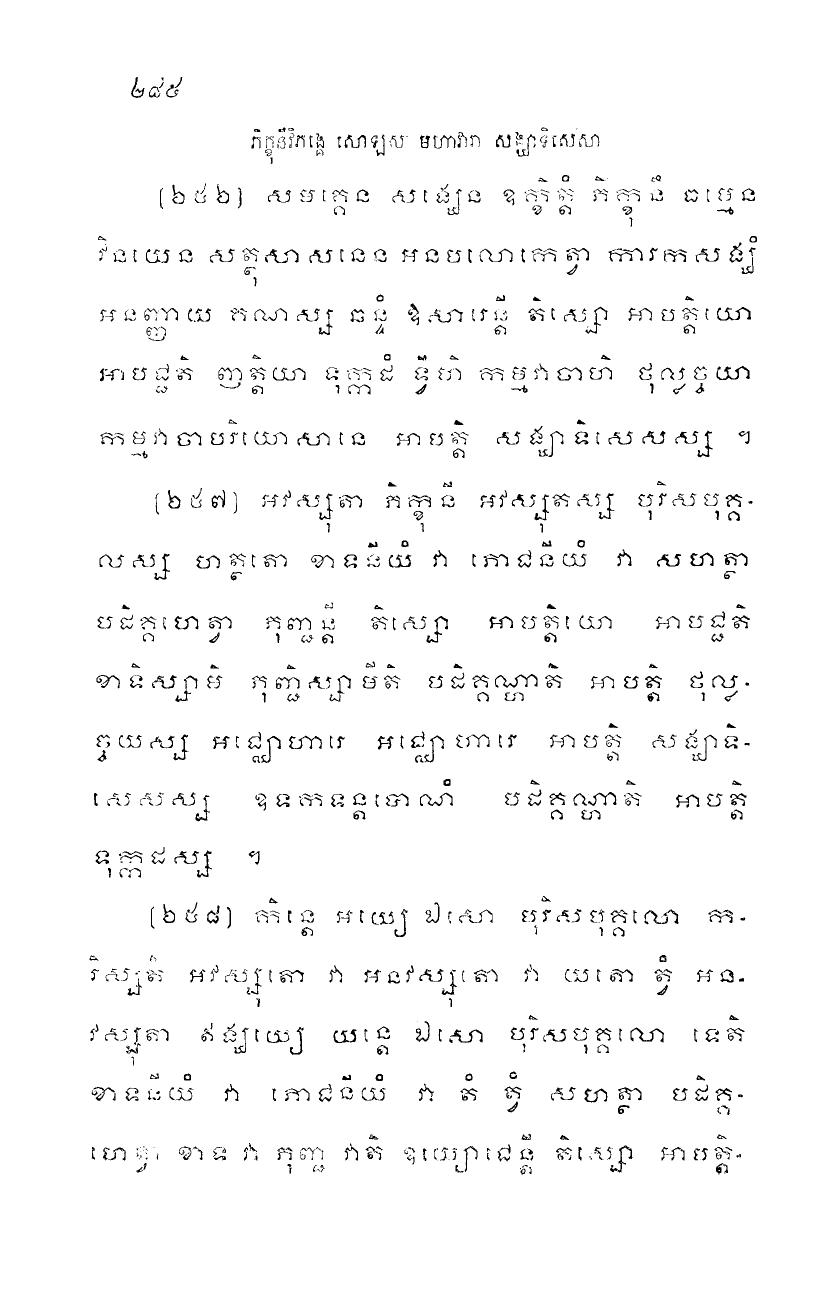 ២៩៥
ភិក្ខុនីវិភង្គេ សោឡស មហាវារា សង្ឃាទិសេសា
[២៥៦] សមគ្គេន សង្ឃេន ឧក្ខិត្តំ ភិក្ខុនឹ ធម្មេន
វិនយេន សត្ថុសាសនេន អនបលោកេត្វា ការកសង្ឃំ
អនញ្ញាយ គណស្ស ឆន្ទំ ឱសារេន្តី តិស្សោ អាបត្តិយោ
អាបជ្ជតិ ញត្តិយា ទុក្កដំ ទ្វីហិ កម្មវាចាហិ ថុល្លច្ចយា
កម្មវាចាបរិយោសានេ អាបត្តិ សង្ឃាទិសេសស្ស ។
[២៥៧] អវស្សុតា ភិក្ខុនី អវស្សុតស្ស បុរិសបុគ្គ-
លស្ស ហត្ថតោ ខាទនីយំ វា ភោជនីយំ វា សហត្ថា
បដិគ្គហេត្វា ភុញ្ជន្តី តិស្សោ អាបត្តិយោ អាបជ្ជតិ
ខាទិស្សាមិ ភុញ្ជិស្សាមីតិ បដិគ្គណ្ហាតិ អាបត្តិ ថុល្ល-
ច្ចយស្ស អជ្ឈោហារេ អជ្ឈោហារេ អាបត្តិ សង្ឃាទិ-
សេសស្ស ឧទកទន្តបោណំ បដិគ្គណ្ហាតិ អាបត្តិ
ទុក្កដស្ស ។
[២៥៨] កិន្តេ អយ្យេ ឯសោ បុរិសបុគ្គលោ ក-
រិស្សតិ អវស្សុតោ វា អនវស្សុតោ វា យតោ ត្វំ អន-
វស្សុតា ឥង្ឃយ្យេ យន្តេ ឯសោ បុរិសបុគ្គលោ ទេតិ
ខាទនីយំ វា ភោជនីយំ វា តំ ត្វំ សហត្ថា បដិគ្គ-
ហេត្វា ខាទ វា ភុញ្ជ វាតិ ឧយ្យោជេន្តី តិស្សោ អាបត្តិ-